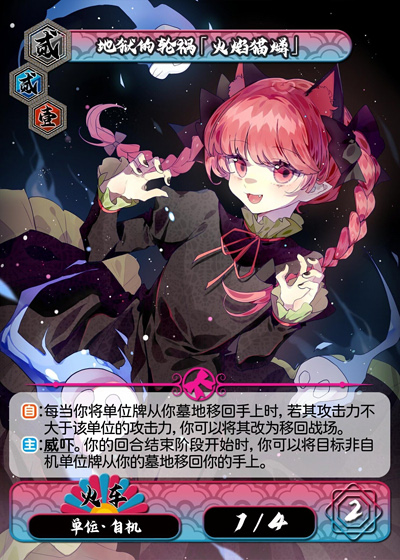 贰
地狱的轮祸「火焰猫燐」
贰
壹
自:每当你将单位牌从你墓地移回手上时,若其攻击力不
大于该单位的攻击力,你可以将其改为移回战场。
主:威吓。你的回合结束阶段开始时,你可以将目标非自
机单位牌从你的墓地移回你的手上。
火车
单位·自机
1/4
2